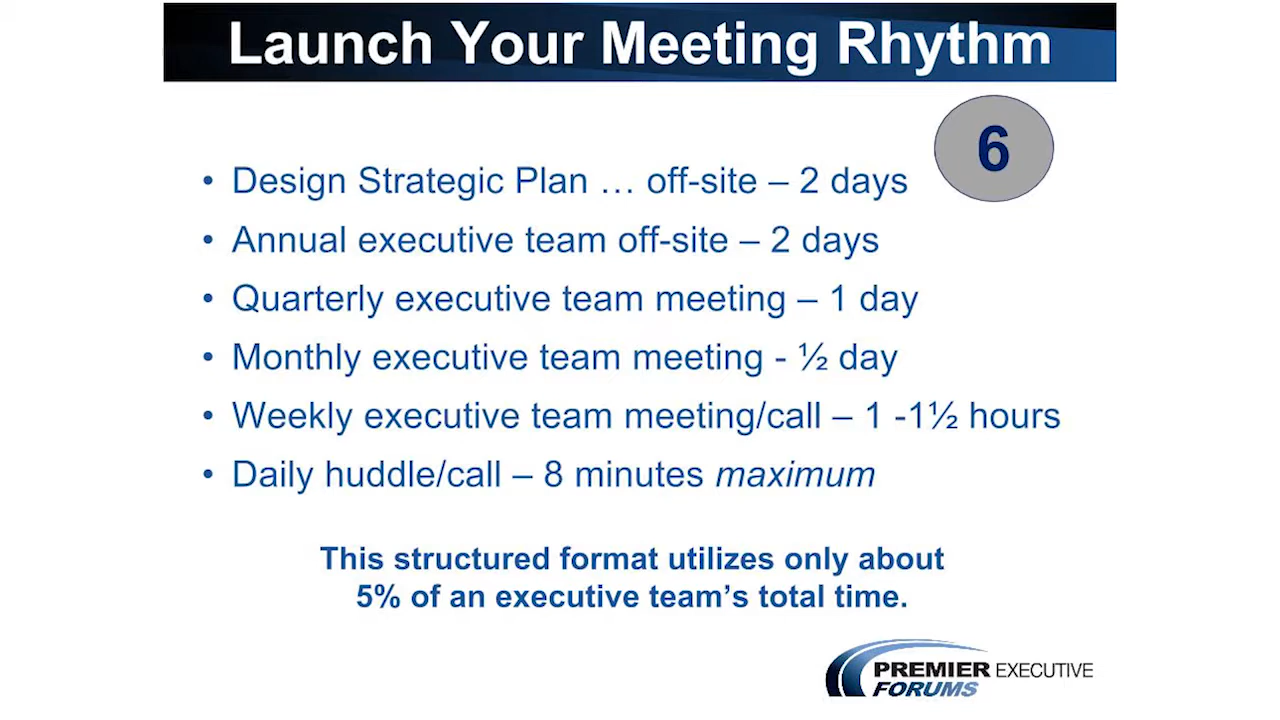 Launch Your Meeting Rhythm
6
• Design Strategic Plan … off-site – 2 days
• Annual executive team off-site – 2 days
• Quarterly executive team meeting – 1 day
• Monthly executive team meeting - ½ day
• Weekly executive team meeting/call – 1 -1½ hours
• Daily huddle/call – 8 minutes maximum
This structured format utilizes only about
5% of an executive team’s total time.
PREMIER EXECUTIVE
FORUMS